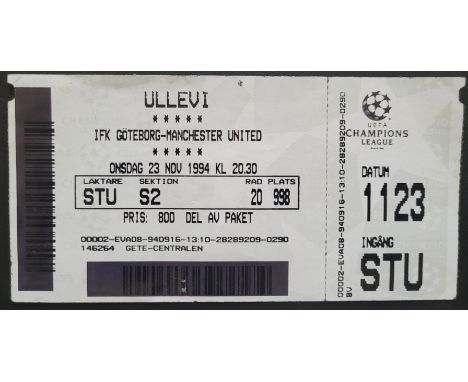 ULLEVI
*****
IFK GÖTEBORG-MANCHESTER UNITED
*****
ONSDAG 23 NOV 1994 KL 20.30
LÄKTARE SEKTION RAD PLATS
STU S2 20 998
PRIS: 800 DEL AV PAKET
00002-EVA08-940916-13:10-28289209-0290
146264 GETE-CENTRALEN
UEFA
CHAMPIONS
LEAGUE
DATUM
1123
INGÅNG
STU
00002-EVA08-940916-13:10-28289209-0290
BV